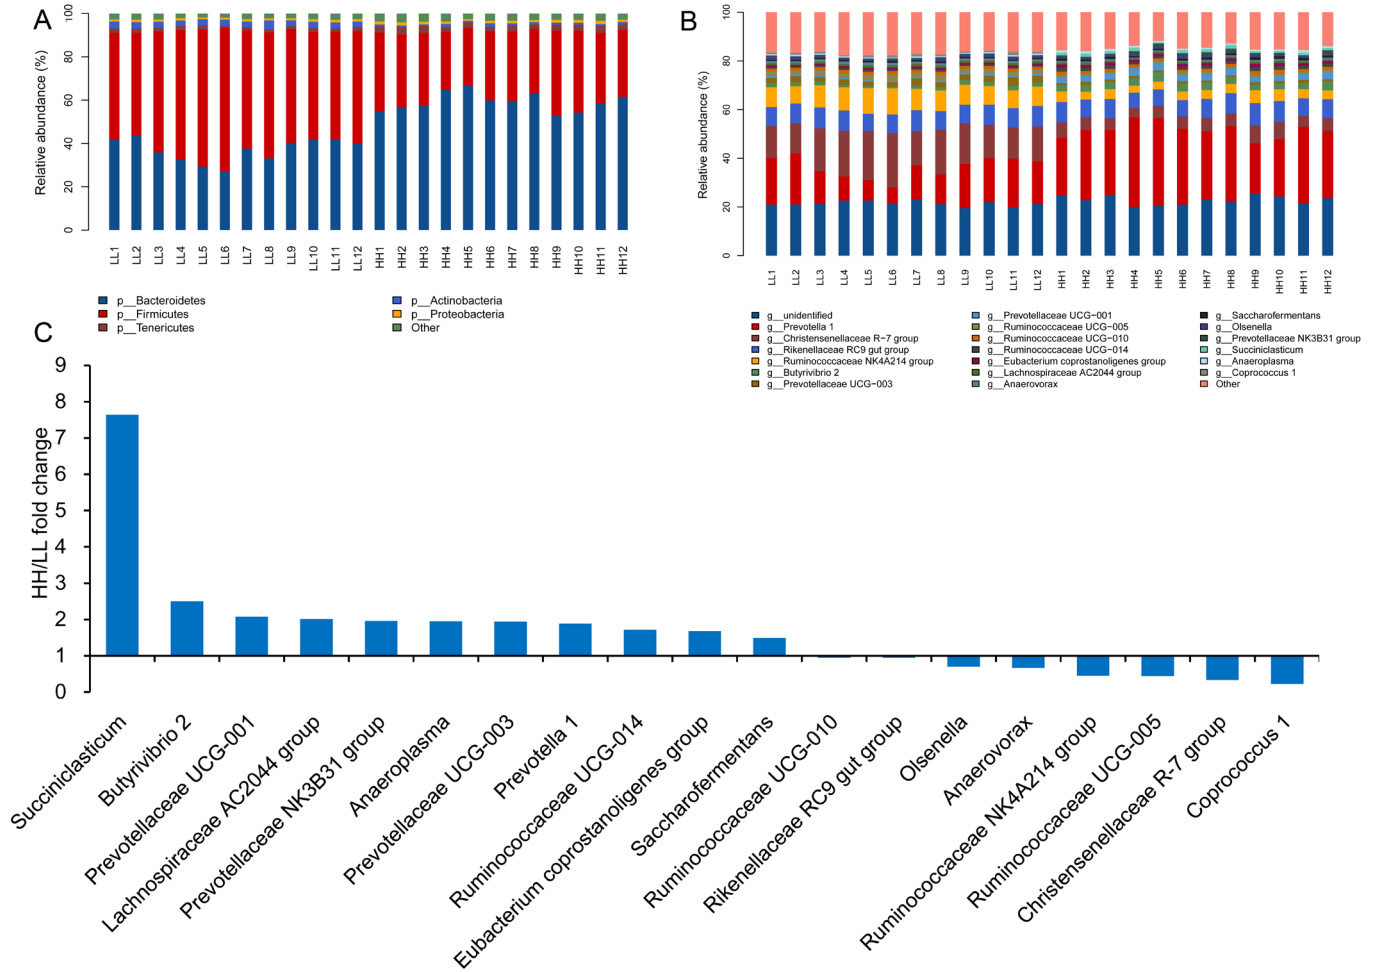 A
Relative abundance (%)
100
80
60
40
20
0
LL1 LL2 LL3 LL4 LL5 LL6 LL7 LL8 LL9 LL10 LL11 LL12 HH1 HH2 HH3 HH4 HH5 HH6 HH7 HH8 HH9 HH10 HH11 HH12
p__Bacteroidetes
p__Firmicutes
p__Tenericutes
p__Actinobacteria
p__Proteobacteria
Other
B
Relative abundance (%)
100
80
60
40
20
0
LL1 LL2 LL3 LL4 LL5 LL6 LL7 LL8 LL9 LL10 LL11 LL12 HH1 HH2 HH3 HH4 HH5 HH6 HH7 HH8 HH9 HH10 HH11 HH12
g__unidentified
g__Prevotella 1
g__Christensenellaceae R−7 group
g__Rikenellaceae RC9 gut group
g__Ruminococcaceae NK4A214 group
g__Butyrivibrio 2
g__Prevotellaceae UCG−003
g__Prevotellaceae UCG−001
g__Ruminococcaceae UCG−005
g__Ruminococcaceae UCG−010
g__Ruminococcaceae UCG−014
g__Eubacterium coprostanoligenes group
g__Lachnospiraceae AC2044 group
g__Anaerovorax
g__Saccharofermentans
g__Olsenella
g__Prevotellaceae NK3B31 group
g__Succiniclasticum
g__Anaeroplasma
g__Coprococcus 1
Other
C
HH/LL fold change
9
8
7
6
5
4
3
2
1
0
Succiniclasticum
Butyrivibrio 2
Prevotellaceae UCG-001
Lachnospiraceae AC2044 group
Prevotellaceae NK3B31 group
Anaeroplasma
Prevotellaceae UCG-003
Prevotella 1
Ruminococcaceae UCG-014
Eubacterium coprostanoligenes group
Saccharofermentans
Ruminococcaceae UCG-010
Rikenellaceae RC9 gut group
Olsenella
Anaerovorax
Ruminococcaceae NK4A214 group
Ruminococcaceae UCG-005
Christensenellaceae R-7 group
Coprococcus 1